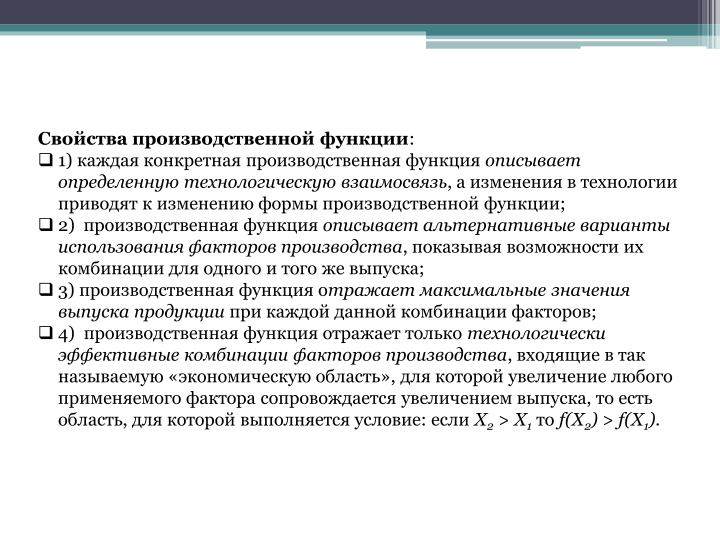 Свойства производственной функции:
❑ 1) каждая конкретная производственная функция описывает
определенную технологическую взаимосвязь, а изменения в технологии
приводят к изменению формы производственной функции;
❑ 2)  производственная функция описывает альтернативные варианты
использования факторов производства, показывая возможности их
комбинации для одного и того же выпуска;
❑ 3) производственная функция отражает максимальные значения
выпуска продукции при каждой данной комбинации факторов;
❑ 4)  производственная функция отражает только технологически
эффективные комбинации факторов производства, входящие в так
называемую «экономическую область», для которой увеличение любого
применяемого фактора сопровождается увеличением выпуска, то есть
область, для которой выполняется условие: если X₂ > X₁ то f(X₂) > f(X₁).